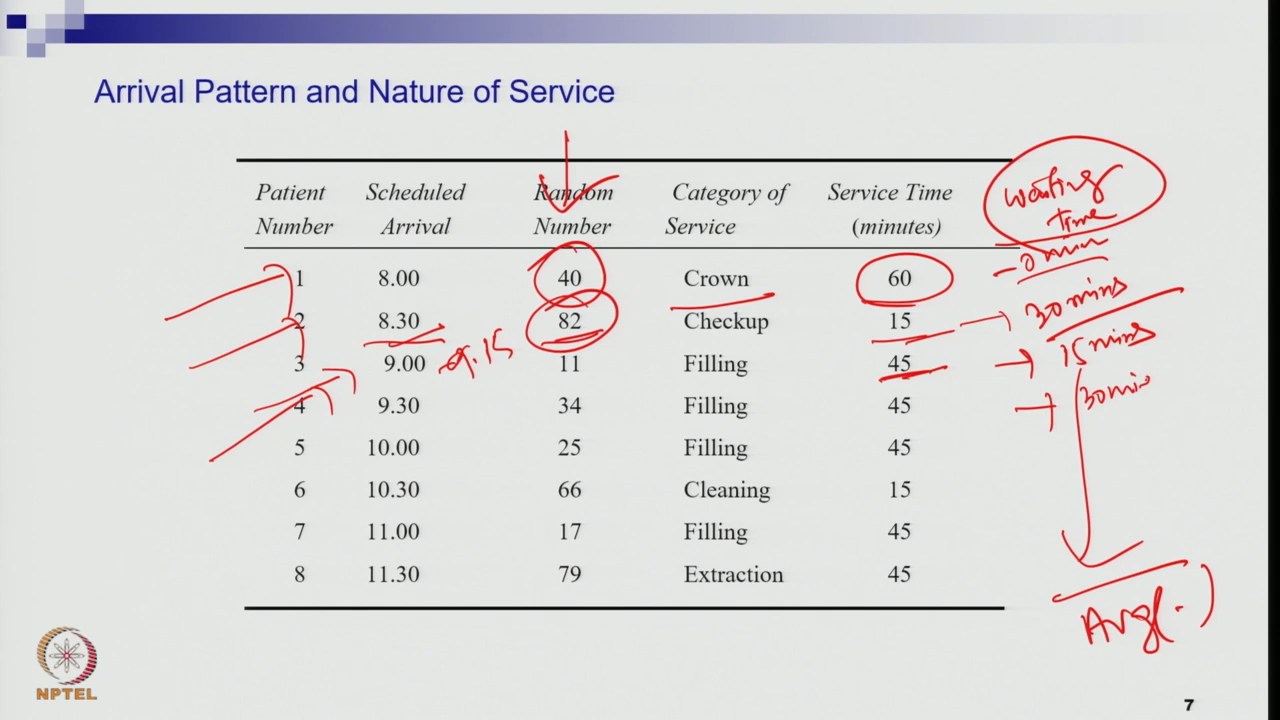 Arrival Pattern and Nature of Service
Patient Number Scheduled Arrival Random Number Category of Service Service Time (minutes) waiting time
1 8.00 40 Crown 60 - 0 min
2 8.30 82 Checkup 15 30 mins
3 9.00 9.15 11 Filling 45 15 mins
4 9.30 34 Filling 45 30 min
5 10.00 25 Filling 45
6 10.30 66 Cleaning 15
7 11.00 17 Filling 45
8 11.30 79 Extraction 45
Avg(·)
NPTEL
7